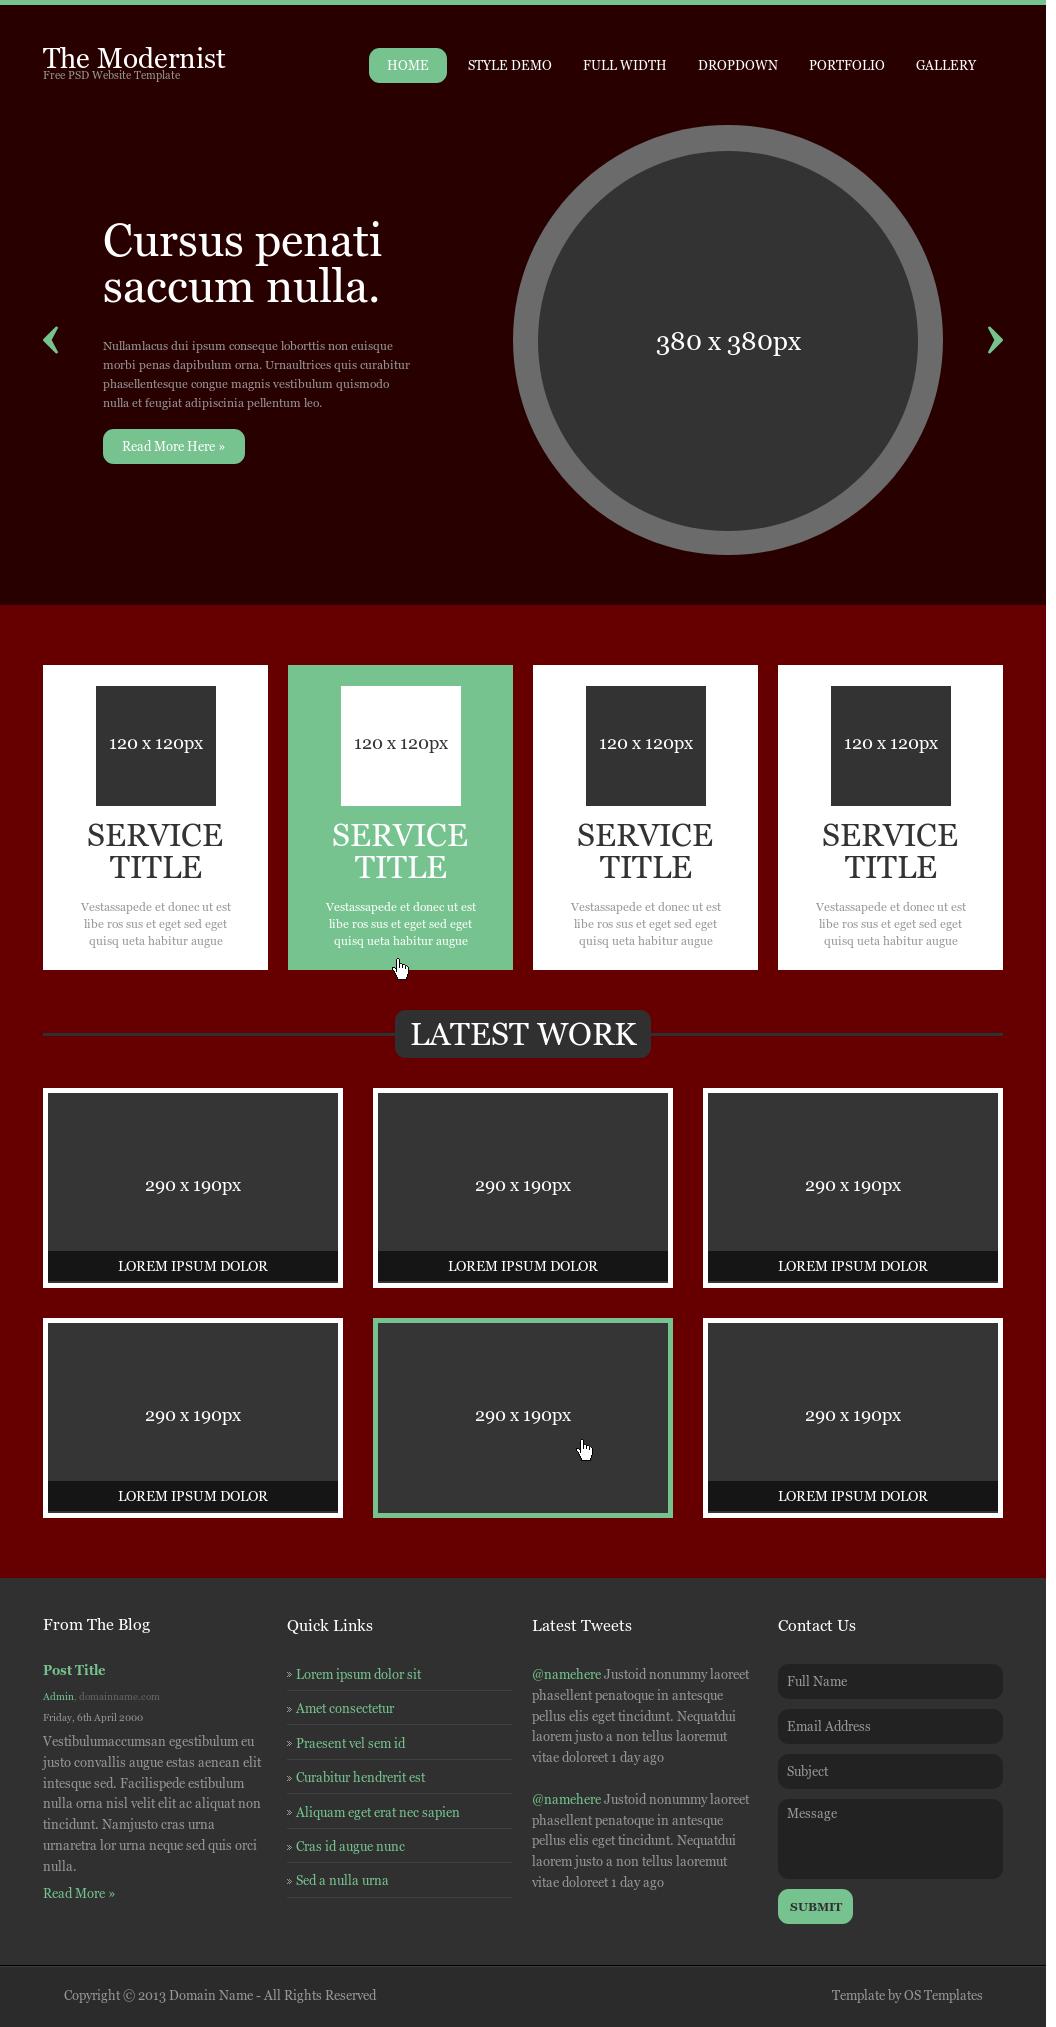 The Modernist
Free PSD Website Template
HOME STYLE DEMO FULL WIDTH DROPDOWN PORTFOLIO GALLERY
Cursus penati
saccum nulla.
Nullamlacus dui ipsum conseque loborttis non euisque
morbi penas dapibulum orna. Urnaultrices quis curabitur
phasellentesque congue magnis vestibulum quismodo
nulla et feugiat adipiscinia pellentum leo.
Read More Here »
380 x 380px
120 x 120px
SERVICE
TITLE
Vestassapede et donec ut est
libe ros sus et eget sed eget
quisq ueta habitur augue
120 x 120px
SERVICE
TITLE
Vestassapede et donec ut est
libe ros sus et eget sed eget
quisq ueta habitur augue
120 x 120px
SERVICE
TITLE
Vestassapede et donec ut est
libe ros sus et eget sed eget
quisq ueta habitur augue
120 x 120px
SERVICE
TITLE
Vestassapede et donec ut est
libe ros sus et eget sed eget
quisq ueta habitur augue
LATEST WORK
290 x 190px
LOREM IPSUM DOLOR
290 x 190px
LOREM IPSUM DOLOR
290 x 190px
LOREM IPSUM DOLOR
290 x 190px
LOREM IPSUM DOLOR
290 x 190px
290 x 190px
LOREM IPSUM DOLOR
From The Blog
Post Title
Admin, domainname.com
Friday, 6th April 2000
Vestibulumaccumsan egestibulum eu
justo convallis augue estas aenean elit
intesque sed. Facilispede estibulum
nulla orna nisl velit elit ac aliquat non
tincidunt. Namjusto cras urna
urnaretra lor urna neque sed quis orci
nulla.
Read More »
Quick Links
» Lorem ipsum dolor sit
» Amet consectetur
» Praesent vel sem id
» Curabitur hendrerit est
» Aliquam eget erat nec sapien
» Cras id augue nunc
» Sed a nulla urna
Latest Tweets
@namehere Justoid nonummy laoreet
phasellent penatoque in antesque
pellus elis eget tincidunt. Nequatdui
laorem justo a non tellus laoremut
vitae doloreet 1 day ago
@namehere Justoid nonummy laoreet
phasellent penatoque in antesque
pellus elis eget tincidunt. Nequatdui
laorem justo a non tellus laoremut
vitae doloreet 1 day ago
Contact Us
Full Name
Email Address
Subject
Message
SUBMIT
Copyright © 2013 Domain Name - All Rights Reserved
Template by OS Templates